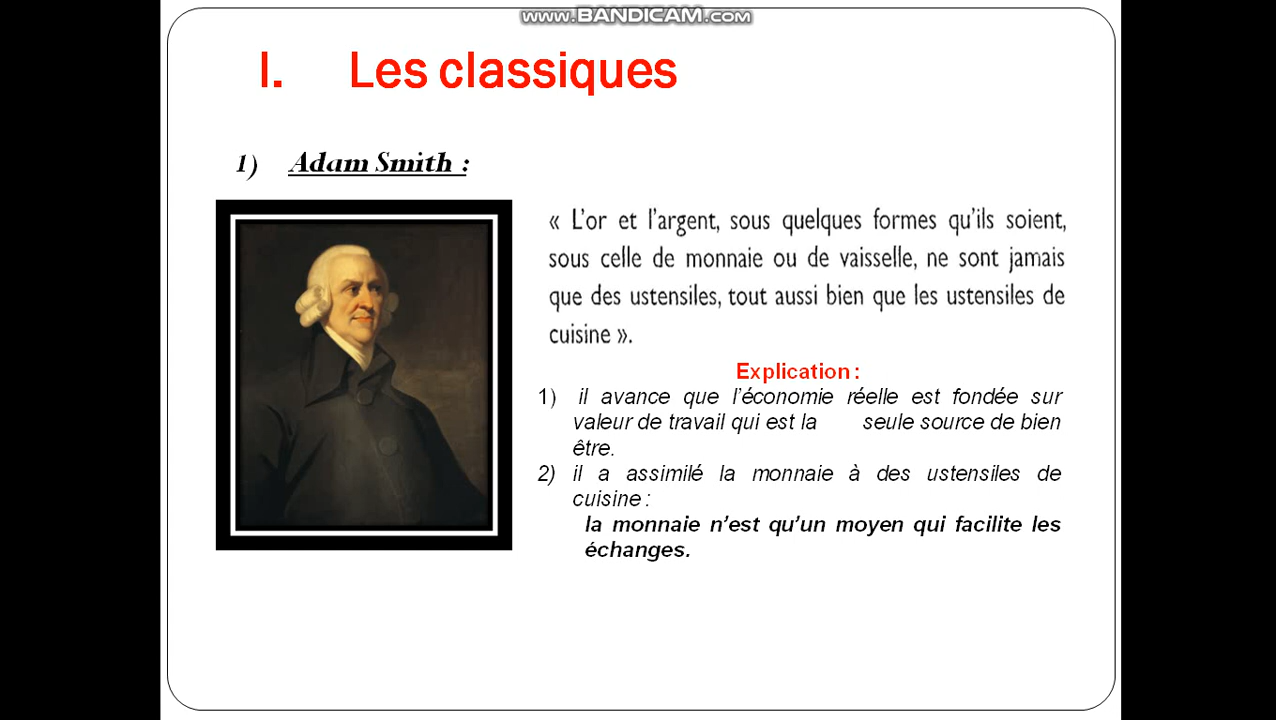 www.BANDICAM.com
I. Les classiques
1) Adam Smith :
« L'or et l'argent, sous quelques formes qu'ils soient,
sous celle de monnaie ou de vaisselle, ne sont jamais
que des ustensiles, tout aussi bien que les ustensiles de
cuisine ».
Explication :
1) il avance que l'économie réelle est fondée sur
valeur de travail qui est la seule source de bien
être.
2) il a assimilé la monnaie à des ustensiles de
cuisine :
la monnaie n'est qu'un moyen qui facilite les
échanges.